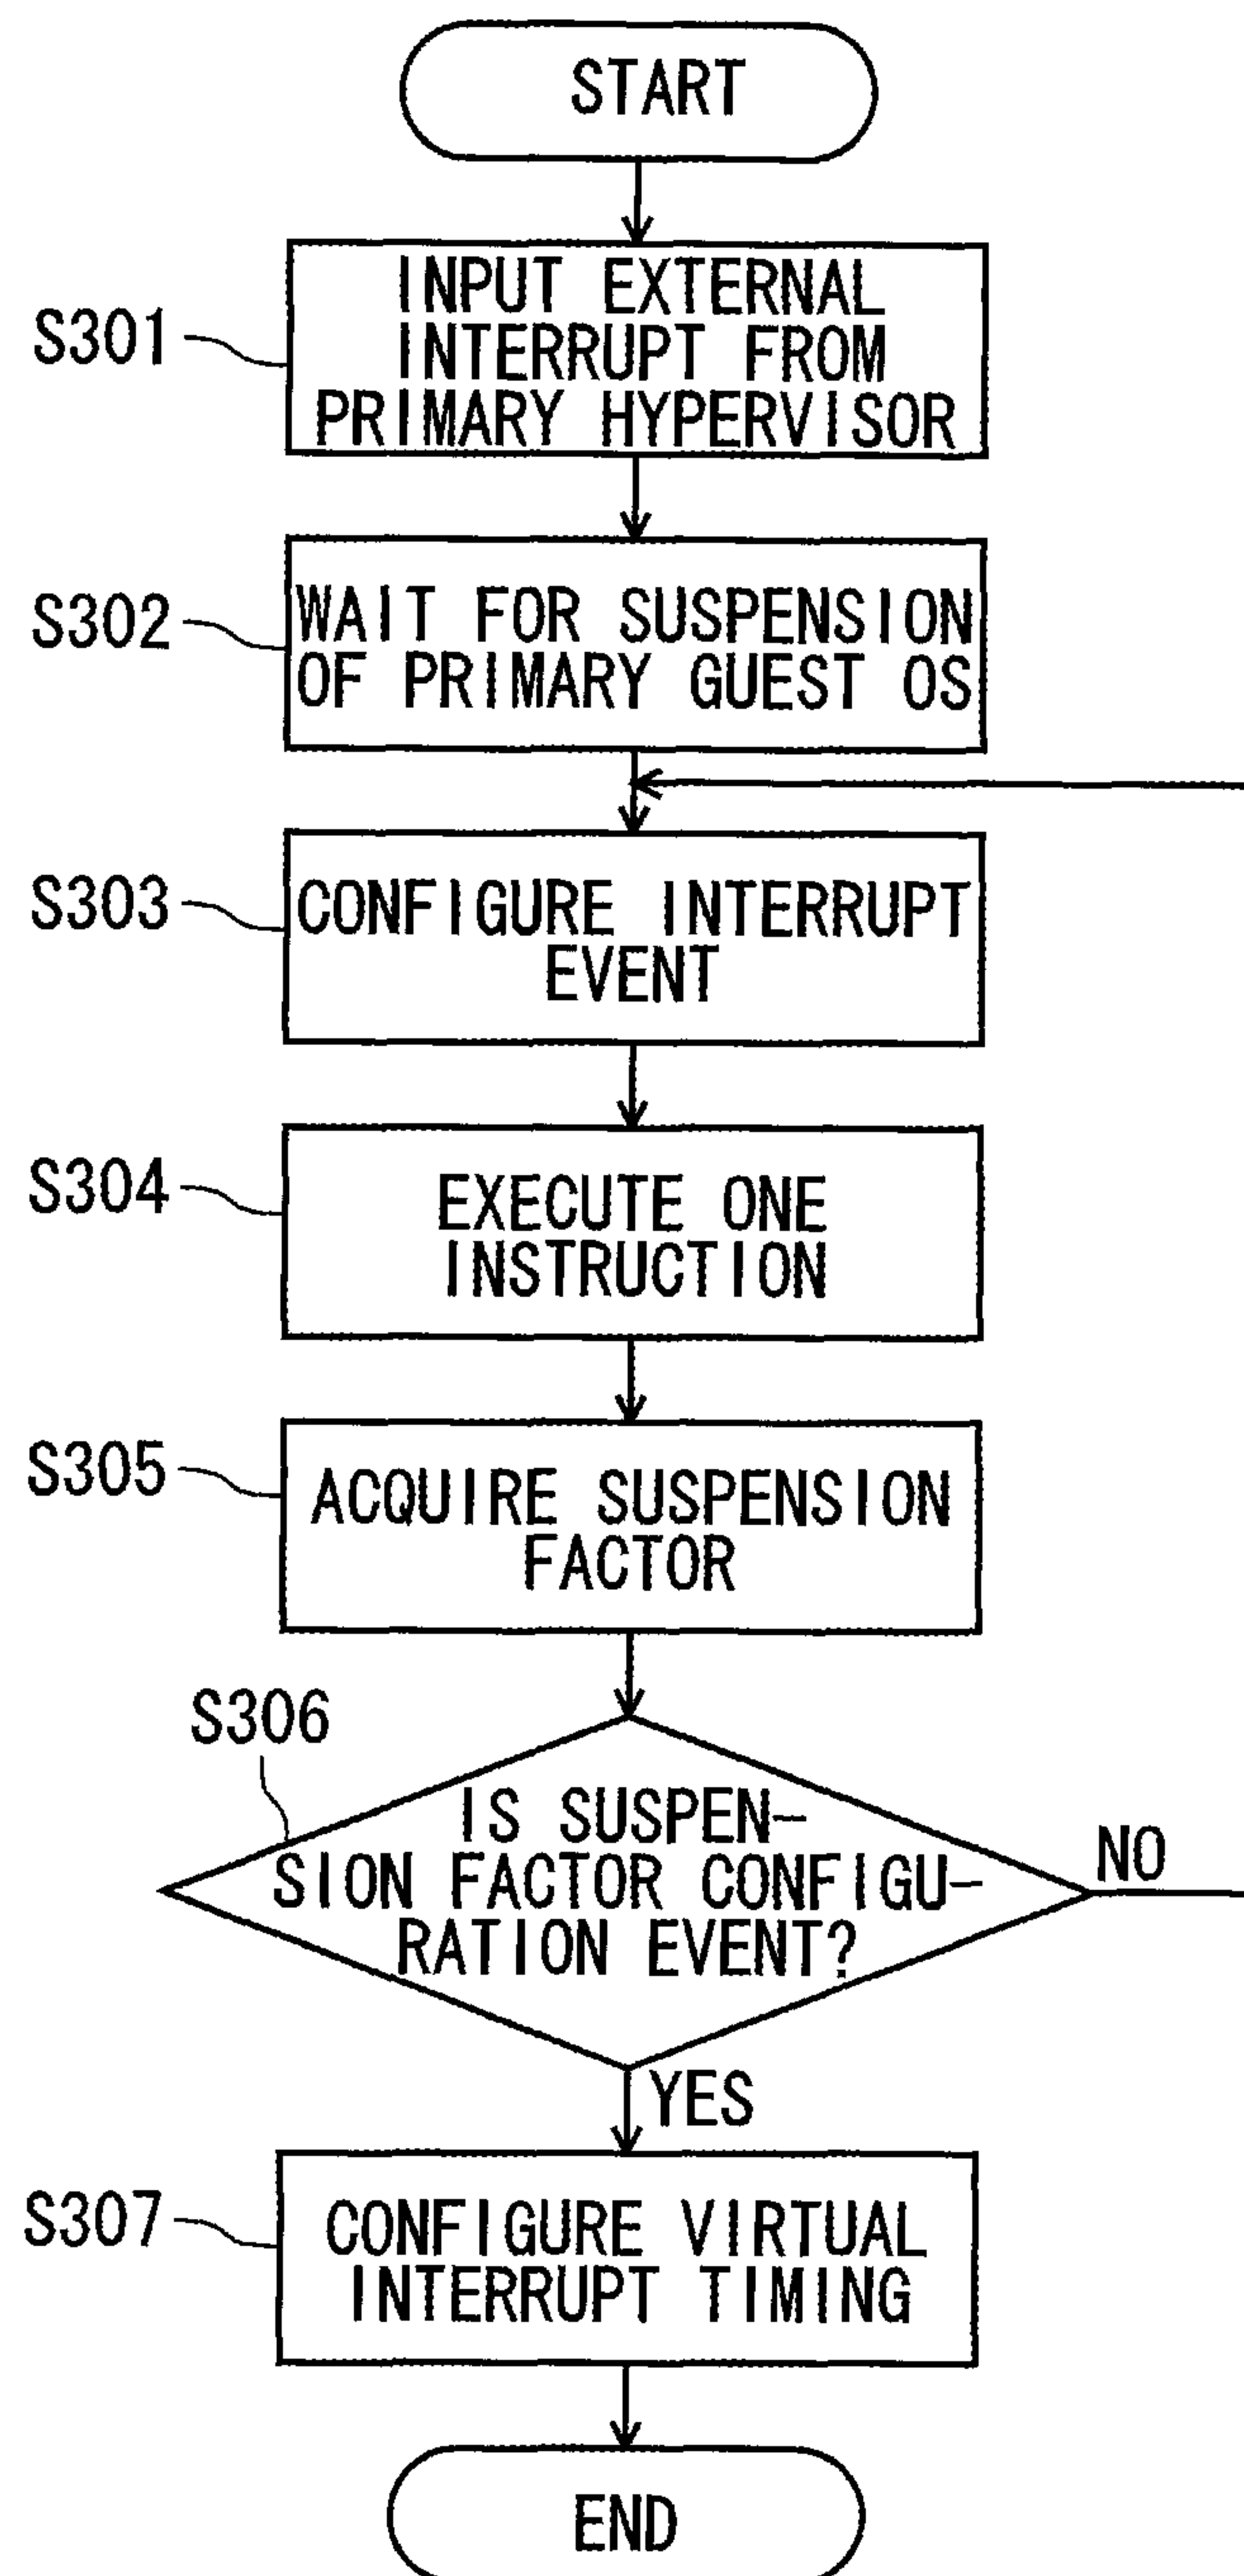 START
S301
INPUT EXTERNAL
INTERRUPT FROM
PRIMARY HYPERVISOR
S302
WAIT FOR SUSPENSION
OF PRIMARY GUEST OS
S303
CONFIGURE INTERRUPT
EVENT
S304
EXECUTE ONE
INSTRUCTION
S305
ACQUIRE SUSPENSION
FACTOR
S306
IS SUSPEN-
SION FACTOR CONFIGU-
RATION EVENT?
NO
YES
S307
CONFIGURE VIRTUAL
INTERRUPT TIMING
END